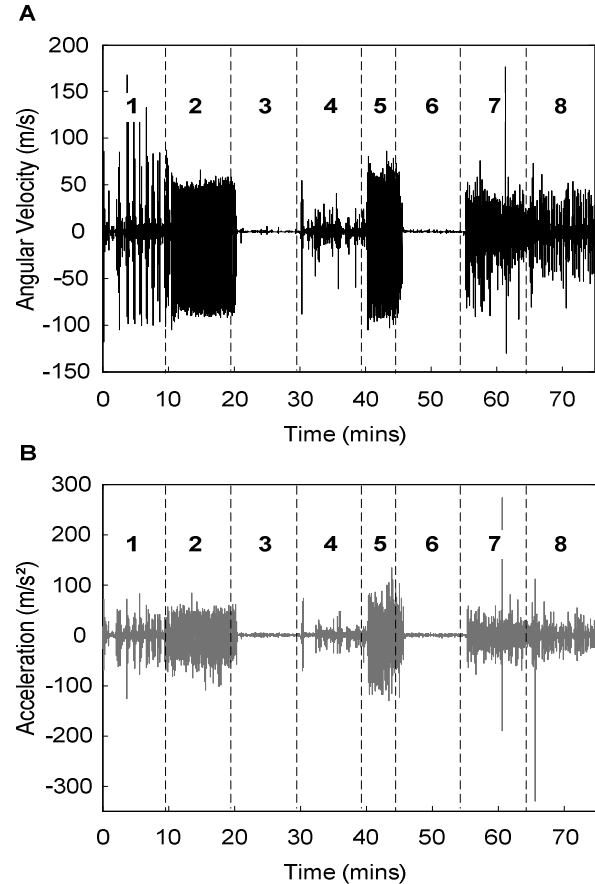 A
200
150
100
50
0
-50
-100
-150
Angular Velocity (m/s)
1 2 3 4 5 6 7 8
0 10 20 30 40 50 60 70
Time (mins)
B
300
200
100
0
-100
-200
-300
Acceleration (m/s²)
1 2 3 4 5 6 7 8
0 10 20 30 40 50 60 70
Time (mins)